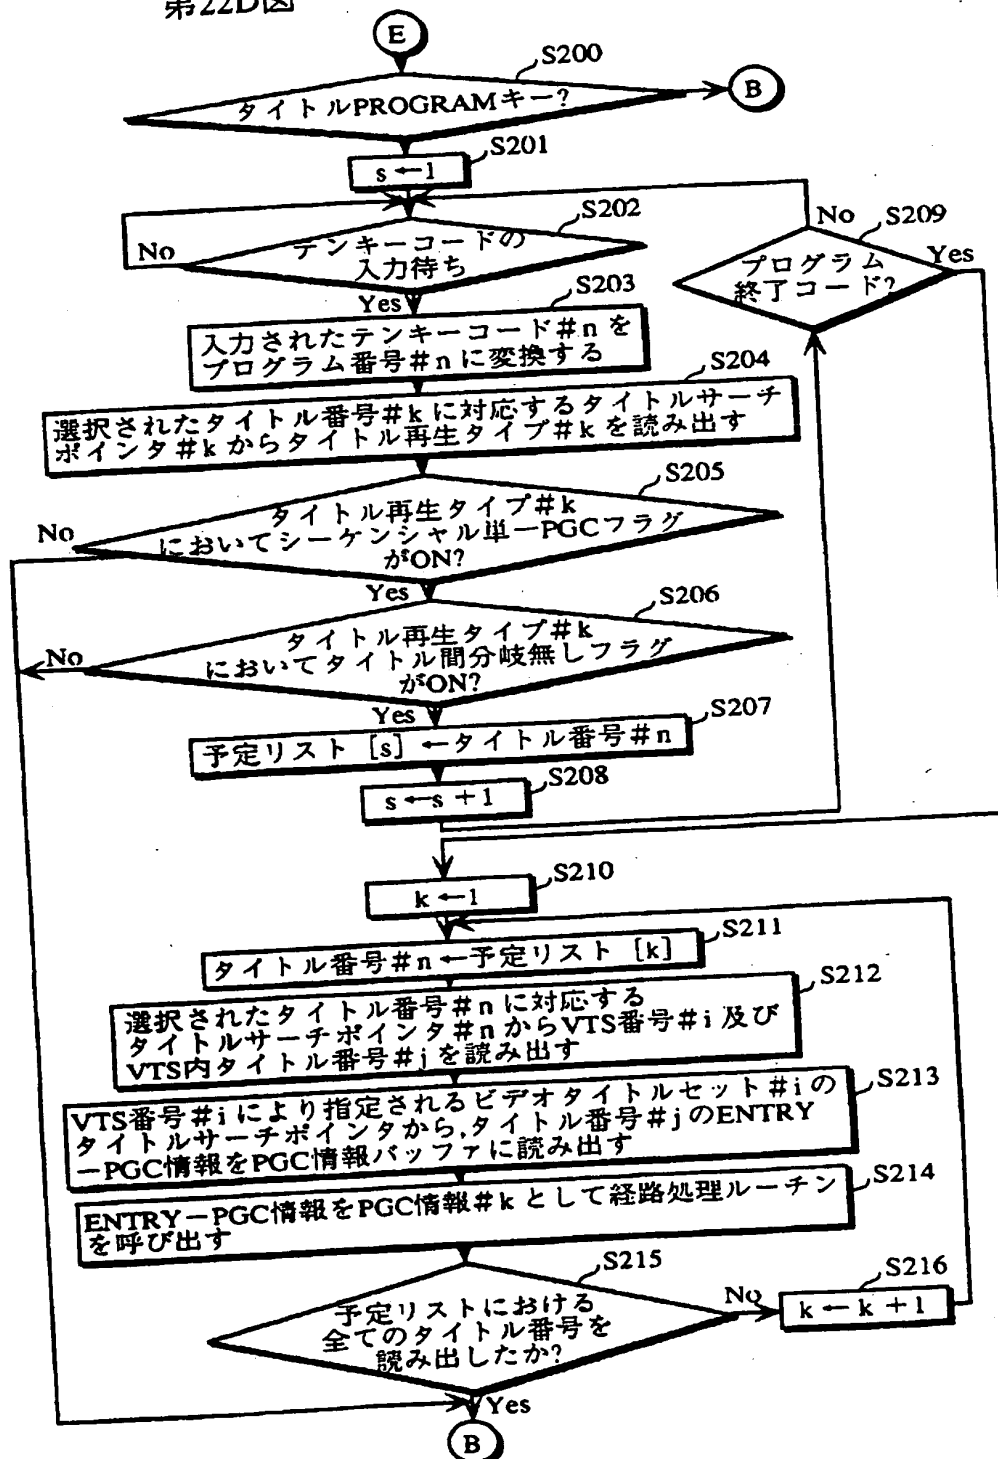 第22D図
E
S200
タイトルPROGRAMキー?
B
S201
s←1
S202
No
テンキーコードの
入力待ち
Yes
No
S209
プログラム
終了コード?
Yes
S203
入力されたテンキーコード#nを
プログラム番号#nに変換する
S204
選択されたタイトル番号#kに対応するタイトルサーチ
ポインタ#kからタイトル再生タイプ#kを読み出す
S205
No
タイトル再生タイプ#k
においてシーケンシャル単一PGCフラグ
がON?
Yes
S206
No
タイトル再生タイプ#k
においてタイトル間分岐無しフラグ
がON?
Yes
S207
予定リスト [s]←タイトル番号#n
S208
s←s+1
S210
k←1
S211
タイトル番号#n←予定リスト [k]
S212
選択されたタイトル番号#nに対応する
タイトルサーチポインタ#nからVTS番号#i及び
VTS内タイトル番号#jを読み出す
S213
VTS番号#iにより指定されるビデオタイトルセット#iの
タイトルサーチポインタから,タイトル番号#jのENTRY
-PGC情報をPGC情報バッファに読み出す
S214
ENTRY-PGC情報をPGC情報#kとして経路処理ルーチン
を呼び出す
S215
予定リストにおける
全てのタイトル番号を
読み出したか?
No
S216
k←k+1
Yes
B